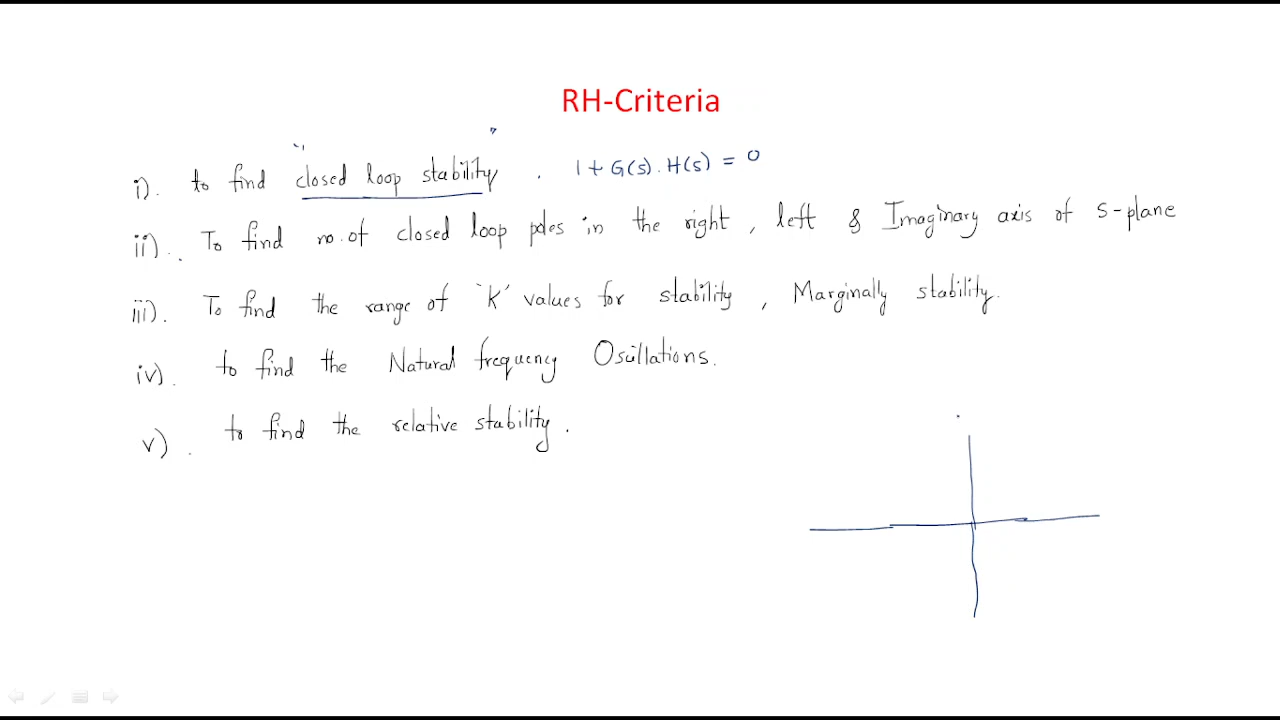 RH-Criteria
i). to find "closed loop stability" . 1 + G(s) . H(s) = 0
ii). To find no. of closed loop poles in the right, left & Imaginary axis of s-plane
iii). To find the range of 'K' values for stability, Marginally stability.
iv). to find the Natural frequency Oscillations.
v). to find the relative stability.